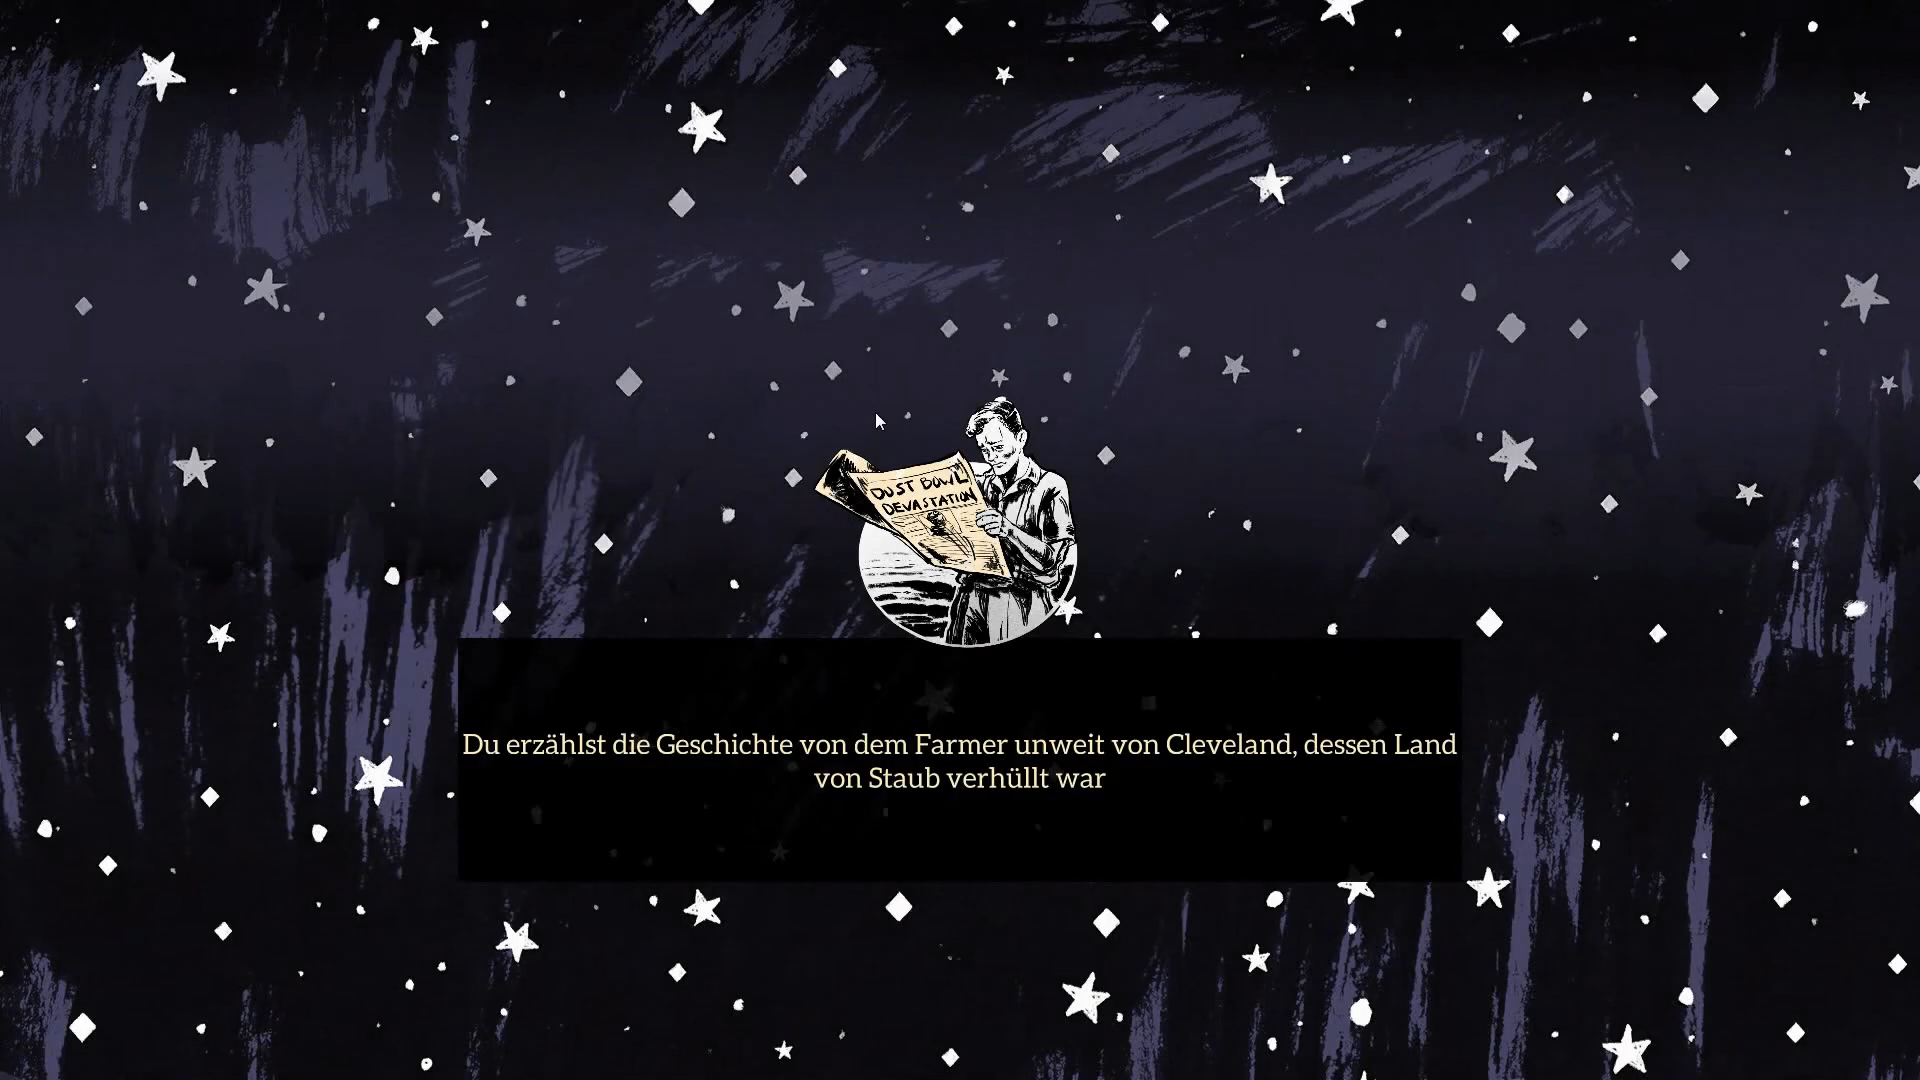 DUST BOWL
DEVASTATION
Du erzählst die Geschichte von dem Farmer unweit von Cleveland, dessen Land
von Staub verhüllt war